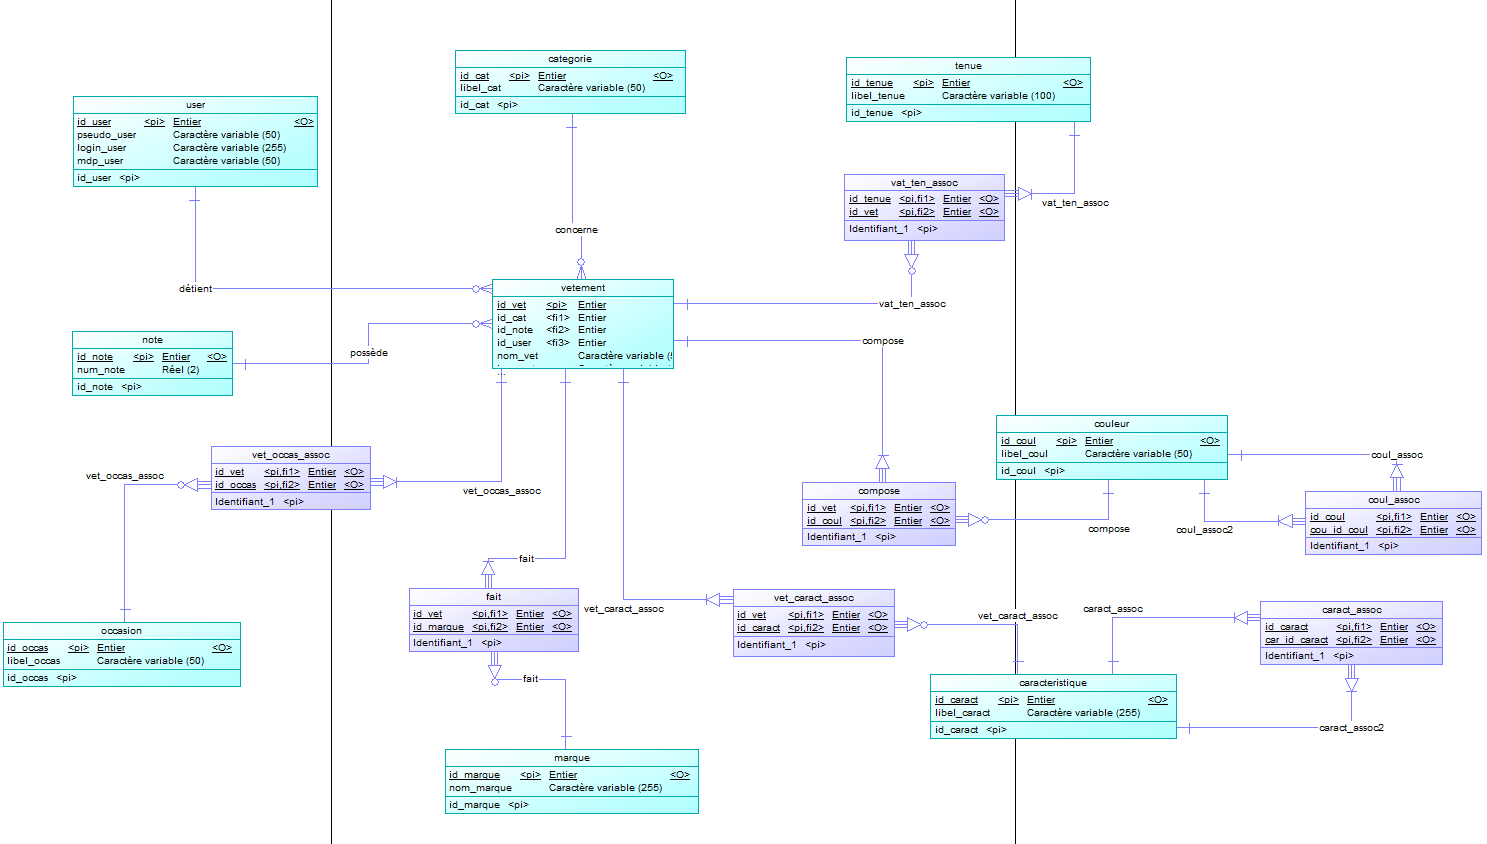 categorie
id_cat <pi> Entier <O>
libel_cat Caractère variable (50)
id_cat <pi>
tenue
id_tenue <pi> Entier <O>
libel_tenue Caractère variable (100)
id_tenue <pi>
user
id_user <pi> Entier <O>
pseudo_user Caractère variable (50)
login_user Caractère variable (255)
mdp_user Caractère variable (50)
id_user <pi>
vat_ten_assoc
id_tenue <pi,fi1> Entier <O>
id_vet <pi,fi2> Entier <O>
Identifiant_1 <pi>
vat_ten_assoc
concerne
détient
vetement
id_vet <pi> Entier
id_cat <fi1> Entier
id_note <fi2> Entier
id_user <fi3> Entier
nom_vet Caractère variable (
...
vat_ten_assoc
note
id_note <pi> Entier <O>
num_note Réel (2)
id_note <pi>
possède
compose
couleur
id_coul <pi> Entier <O>
libel_coul Caractère variable (50)
id_coul <pi>
coul_assoc
vet_occas_assoc
id_vet <pi,fi1> Entier <O>
id_occas <pi,fi2> Entier <O>
Identifiant_1 <pi>
vet_occas_assoc
vet_occas_assoc
compose
id_vet <pi,fi1> Entier <O>
id_coul <pi,fi2> Entier <O>
Identifiant_1 <pi>
compose
coul_assoc2
coul_assoc
id_coul <pi,fi1> Entier <O>
cou_id_coul <pi,fi2> Entier <O>
Identifiant_1 <pi>
fait
fait
id_vet <pi,fi1> Entier <O>
id_marque <pi,fi2> Entier <O>
Identifiant_1 <pi>
vet_caract_assoc
vet_caract_assoc
id_vet <pi,fi1> Entier <O>
id_caract <pi,fi2> Entier <O>
Identifiant_1 <pi>
vet_caract_assoc
caract_assoc
caract_assoc
id_caract <pi,fi1> Entier <O>
car_id_caract <pi,fi2> Entier <O>
Identifiant_1 <pi>
occasion
id_occas <pi> Entier <O>
libel_occas Caractère variable (50)
id_occas <pi>
fait
caracteristique
id_caract <pi> Entier <O>
libel_caract Caractère variable (255)
id_caract <pi>
caract_assoc2
marque
id_marque <pi> Entier <O>
nom_marque Caractère variable (255)
id_marque <pi>